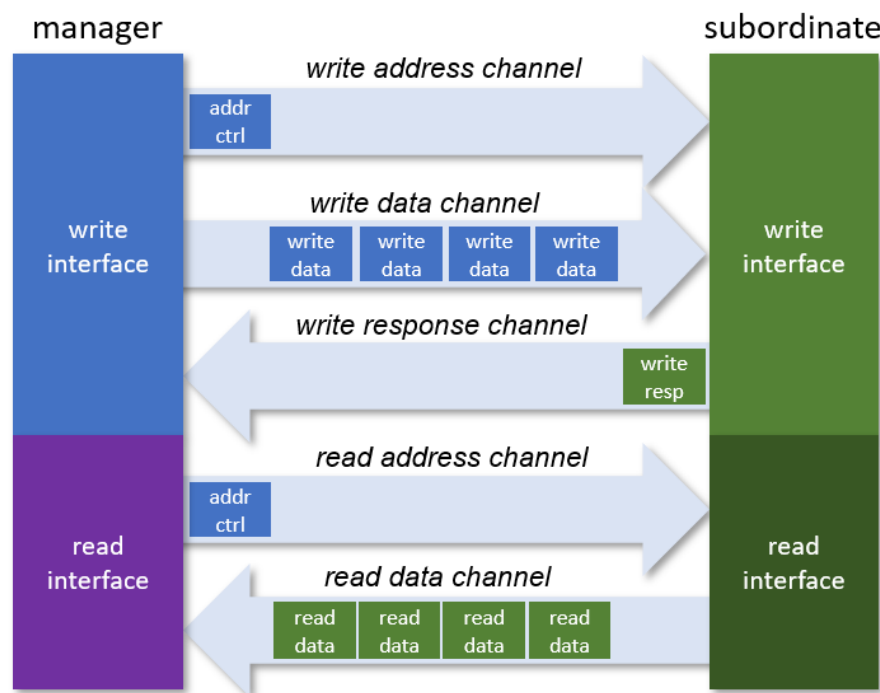 manager
subordinate
write address channel
addr
ctrl
write data channel
write
interface
write
data
write
data
write
data
write
data
write
interface
write response channel
write
resp
read address channel
addr
ctrl
read
interface
read
interface
read data channel
read
data
read
data
read
data
read
data